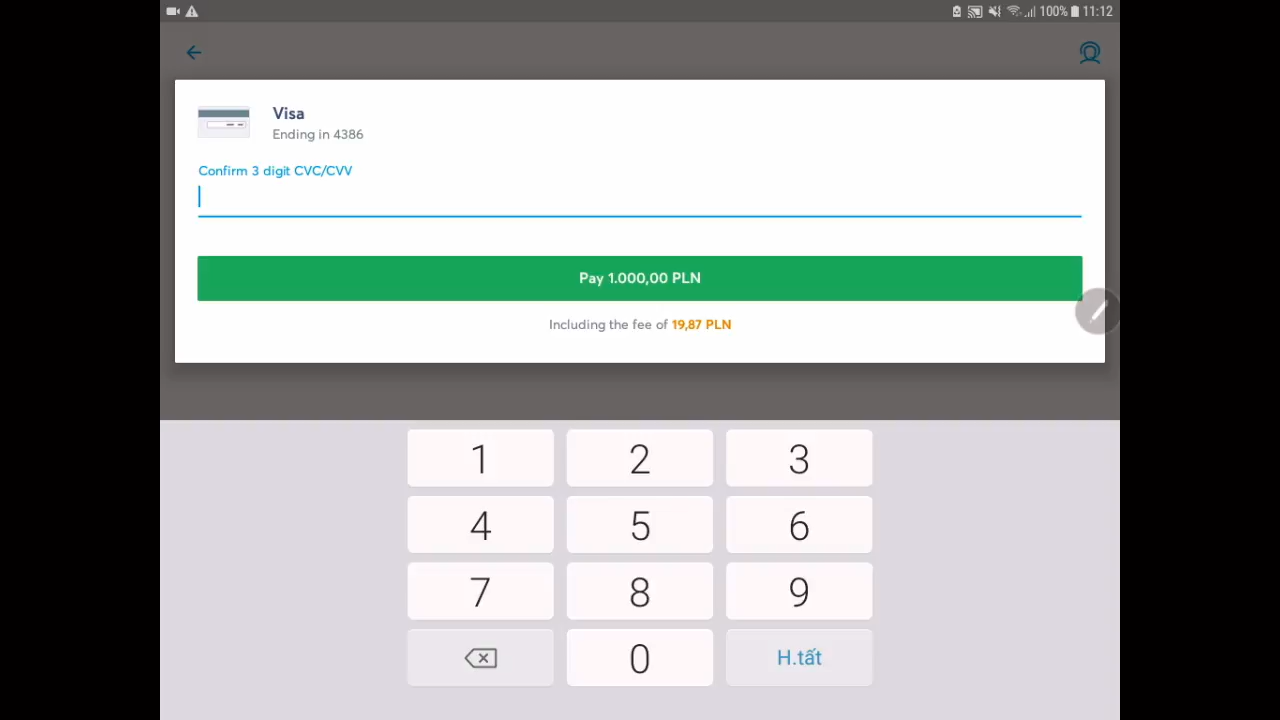 100% 11:12
Visa
Ending in 4386
Confirm 3 digit CVC/CVV
Pay 1.000,00 PLN
Including the fee of 19,87 PLN
1 2 3
4 5 6
7 8 9
0 H.tất